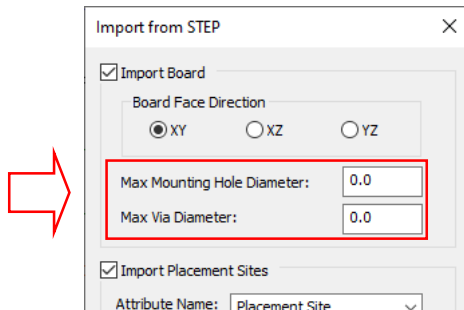 Import from STEP
Import Board
Board Face Direction
XY XZ YZ
Max Mounting Hole Diameter: 0.0
Max Via Diameter: 0.0
Import Placement Sites
Attribute Name: Placement Site